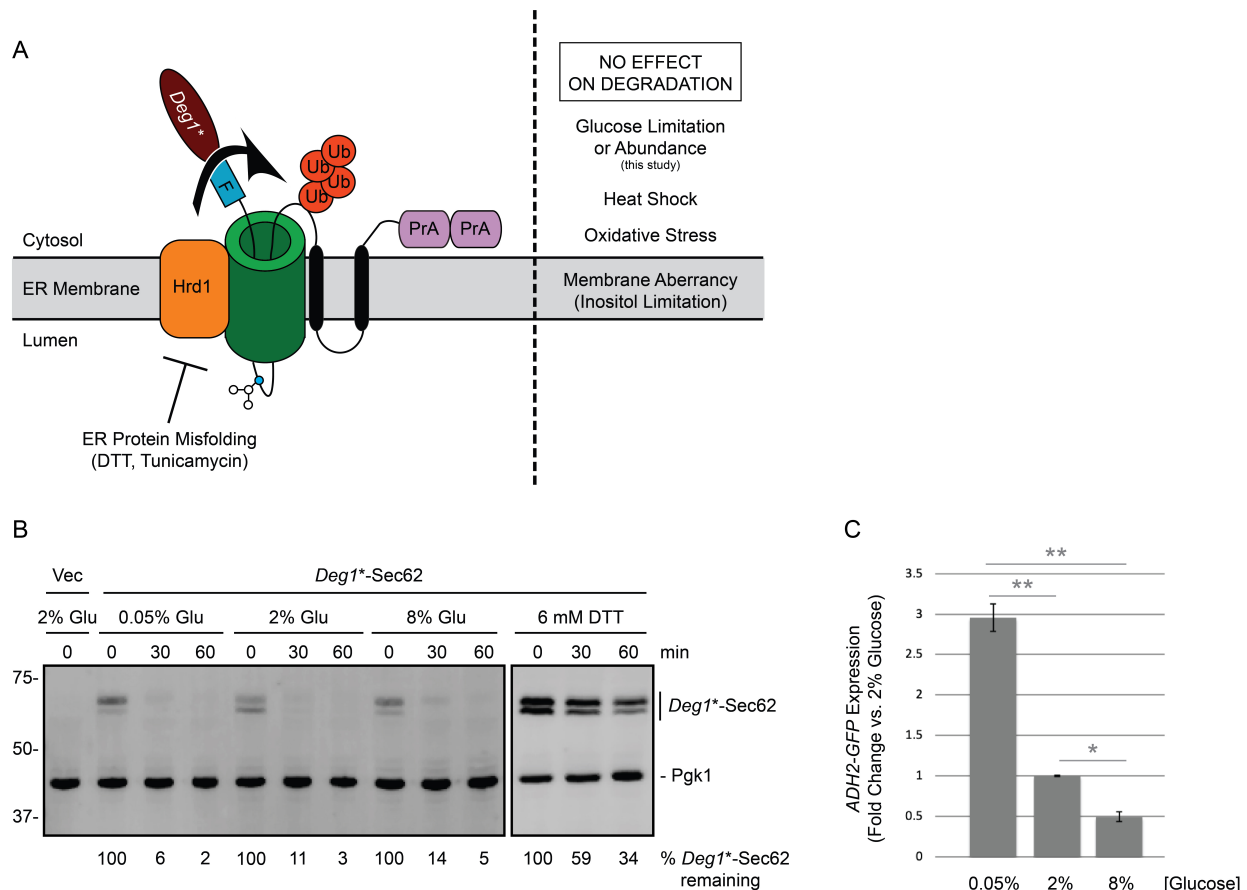 A
Deg1*
F
Ub
Ub
Ub
Ub
PrA PrA
Cytosol
ER Membrane
Hrd1
Lumen
ER Protein Misfolding
(DTT, Tunicamycin)
NO EFFECT
ON DEGRADATION
Glucose Limitation
or Abundance
(this study)
Heat Shock
Oxidative Stress
Membrane Aberrancy
(Inositol Limitation)
B
Vec Deg1*-Sec62
2% Glu 0.05% Glu 2% Glu 8% Glu 6 mM DTT
0 0 30 60 0 30 60 0 30 60 0 30 60 min
75-
Deg1*-Sec62
50-
- Pgk1
37-
100 6 2 100 11 3 100 14 5 100 59 34 % Deg1*-Sec62
remaining
C
ADH2-GFP Expression
(Fold Change vs. 2% Glucose)
3.5
3
2.5
2
1.5
1
0.5
0
**
**
*
0.05% 2% 8% [Glucose]